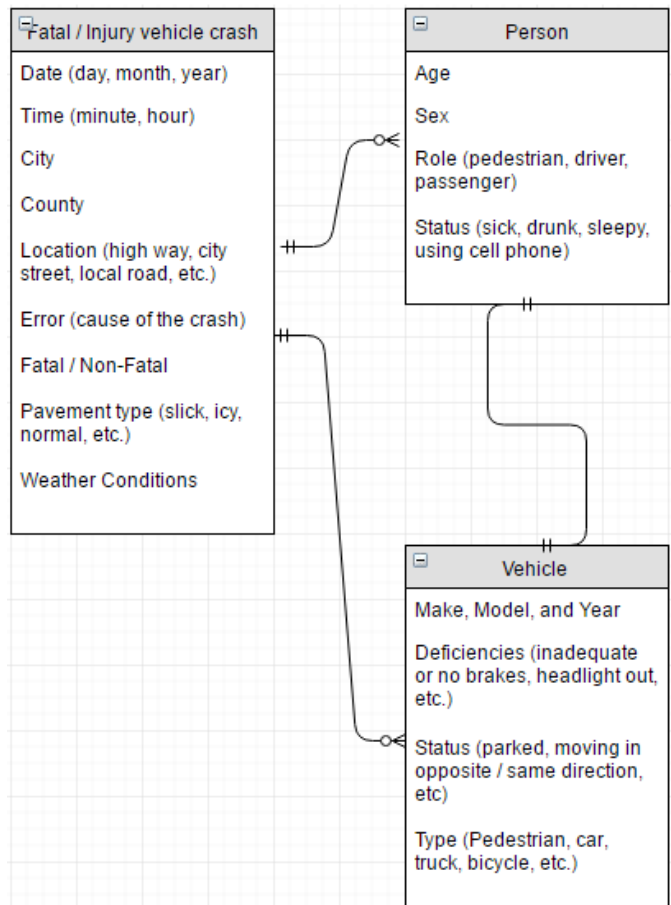 Fatal / Injury vehicle crash
Date (day, month, year)
Time (minute, hour)
City
County
Location (high way, city
street, local road, etc.)
Error (cause of the crash)
Fatal / Non-Fatal
Pavement type (slick, icy,
normal, etc.)
Weather Conditions
Person
Age
Sex
Role (pedestrian, driver,
passenger)
Status (sick, drunk, sleepy,
using cell phone)
Vehicle
Make, Model, and Year
Deficiencies (inadequate
or no brakes, headlight out,
etc.)
Status (parked, moving in
opposite / same direction,
etc)
Type (Pedestrian, car,
truck, bicycle, etc.)